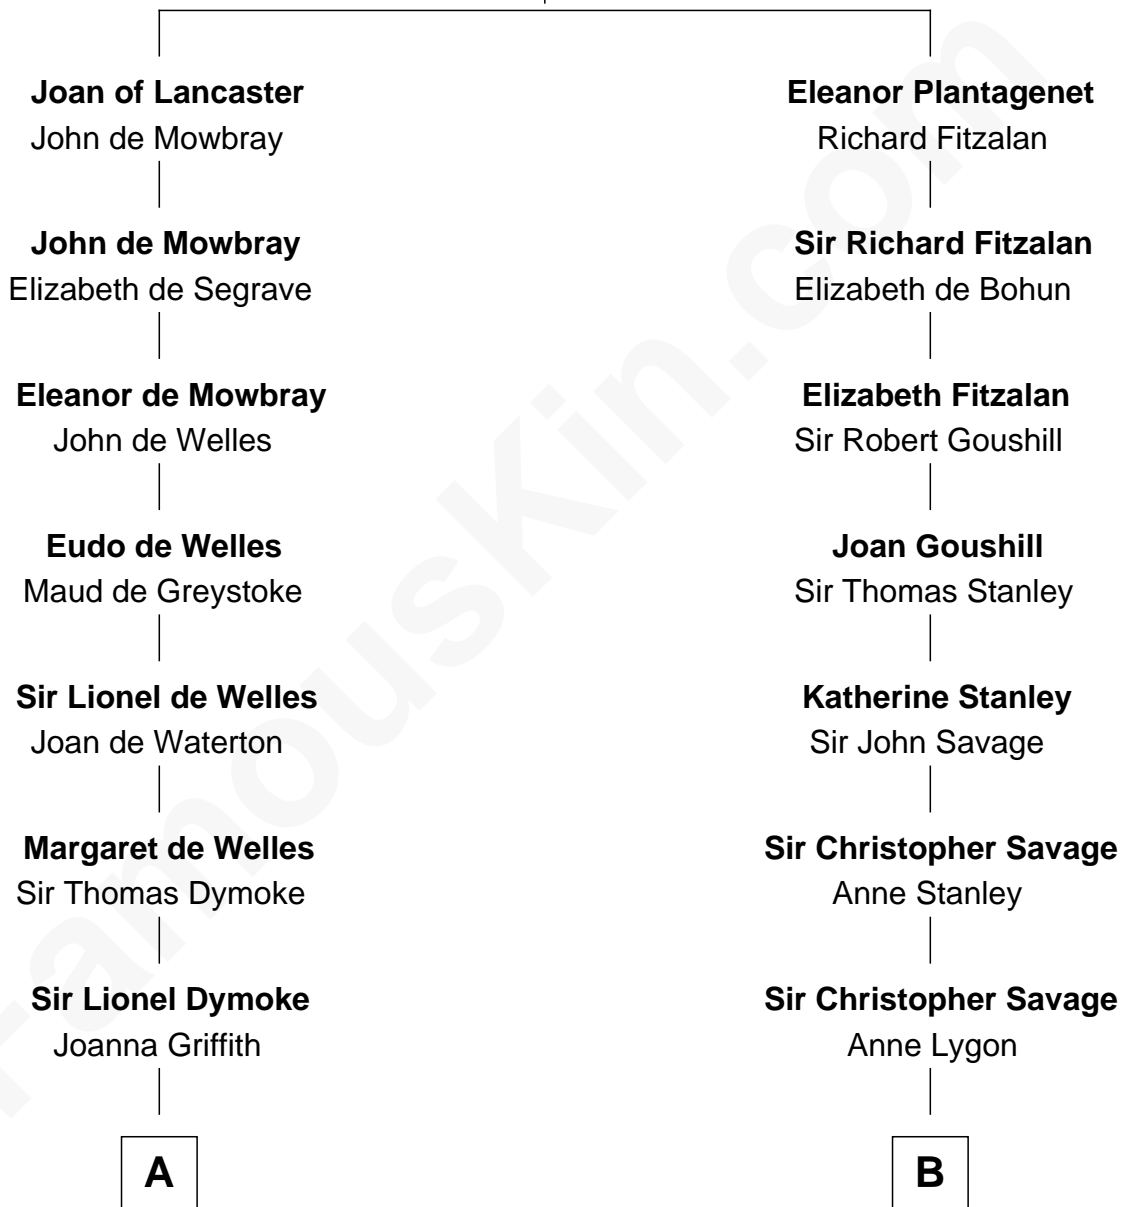 Joan of Lancaster
John de Mowbray
John de Mowbray
Elizabeth de Segrave
Eleanor de Mowbray
John de Welles
Eudo de Welles
Maud de Greystoke
Sir Lionel de Welles
Joan de Waterton
Margaret de Welles
Sir Thomas Dymoke
Sir Lionel Dymoke
Joanna Griffith
A
Eleanor Plantagenet
Richard Fitzalan
Sir Richard Fitzalan
Elizabeth de Bohun
Elizabeth Fitzalan
Sir Robert Goushill
Joan Goushill
Sir Thomas Stanley
Katherine Stanley
Sir John Savage
Sir Christopher Savage
Anne Stanley
Sir Christopher Savage
Anne Lygon
B
FamousKin.com